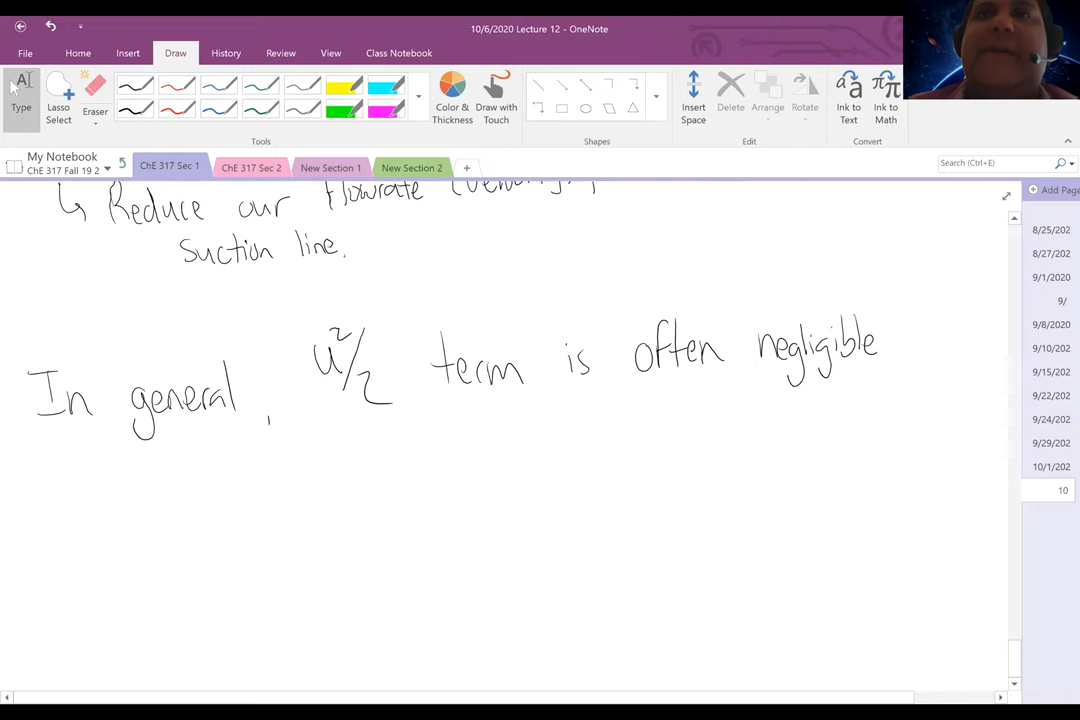 10/6/2020 Lecture 12 - OneNote
File Home Insert Draw History Review View Class Notebook
Type
Lasso Select
Eraser
Color & Thickness
Draw with Touch
Insert Space
Delete
Arrange
Rotate
Ink to Text
Ink to Math
Tools
Shapes
Edit
Convert
My Notebook
ChE 317 Fall 19 2
ChE 317 Sec 1
ChE 317 Sec 2
New Section 1
New Section 2
Search (Ctrl+E)
Add Page
8/25/202
8/27/202
9/1/2020
9/
9/8/2020
9/10/202
9/15/202
9/22/202
9/24/202
9/29/202
10/1/202
10
↳ Reduce our flowrate
suction line.
In general, u²/2 term is often negligible